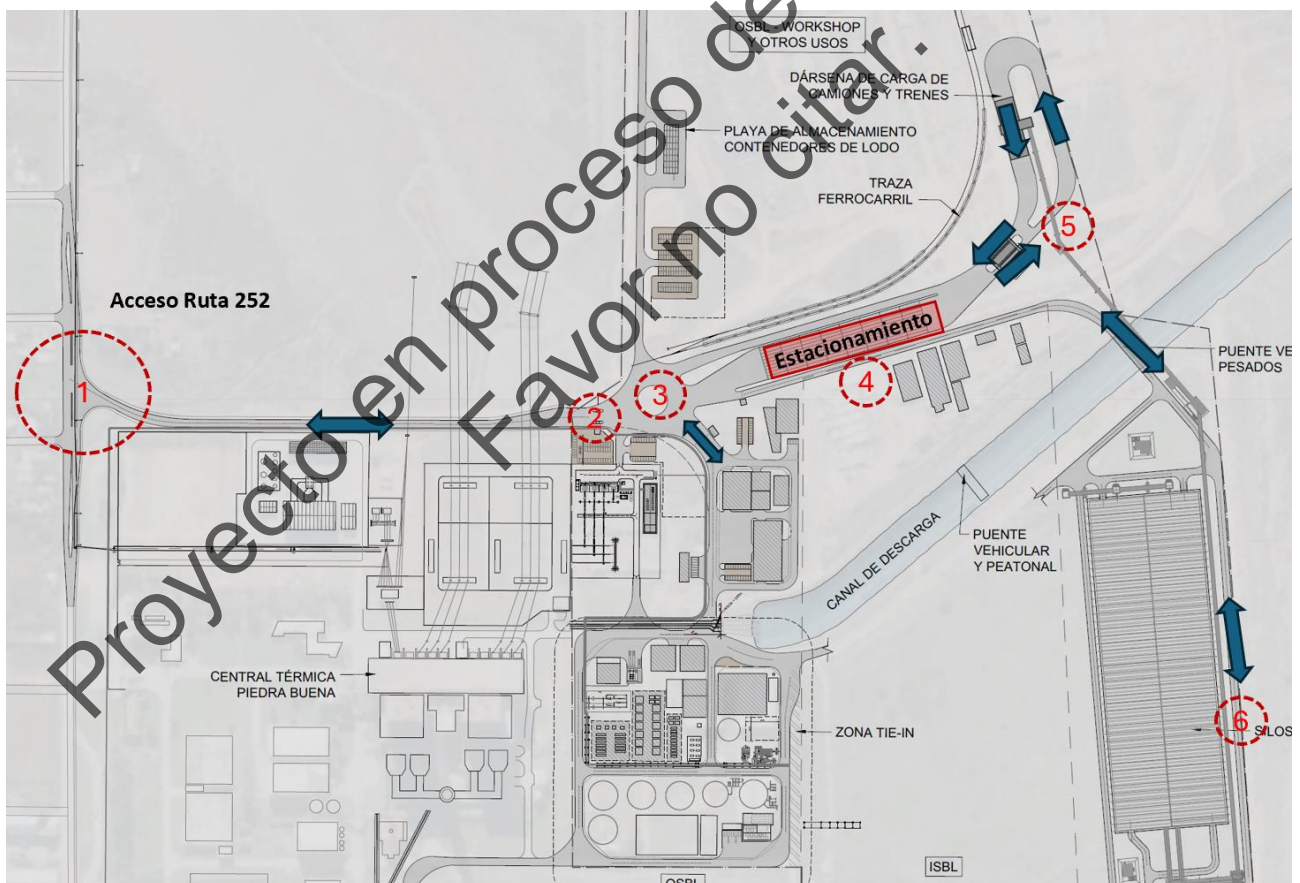 OSBL - WORKSHOP
Y OTROS USOS
DÁRSENA DE CARGA DE
CAMIONES Y TRENES
PLAYA DE ALMACENAMIENTO
CONTENEDORES DE LODO
TRAZA
FERROCARRIL
5
Acceso Ruta 252
Estacionamiento
PUENTE VE
PESADOS
1
2
3
4
PUENTE
VEHICULAR
Y PEATONAL
CANAL DE DESCARGA
CENTRAL TÉRMICA
PIEDRA BUENA
ZONA TIE-IN
6
SILOS
ISBL
OSBL
Proyecto en proceso de
Favor no citar.